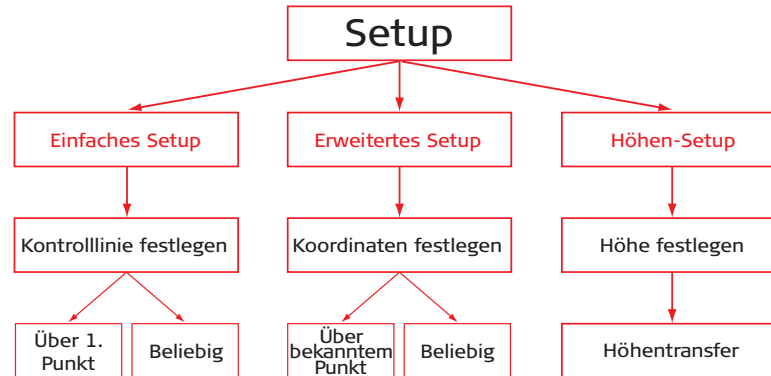 Setup
Einfaches Setup
Erweitertes Setup
Höhen-Setup
Kontrolllinie festlegen
Koordinaten festlegen
Höhe festlegen
Über 1.
Punkt
Beliebig
Über
bekanntem
Punkt
Beliebig
Höhentransfer